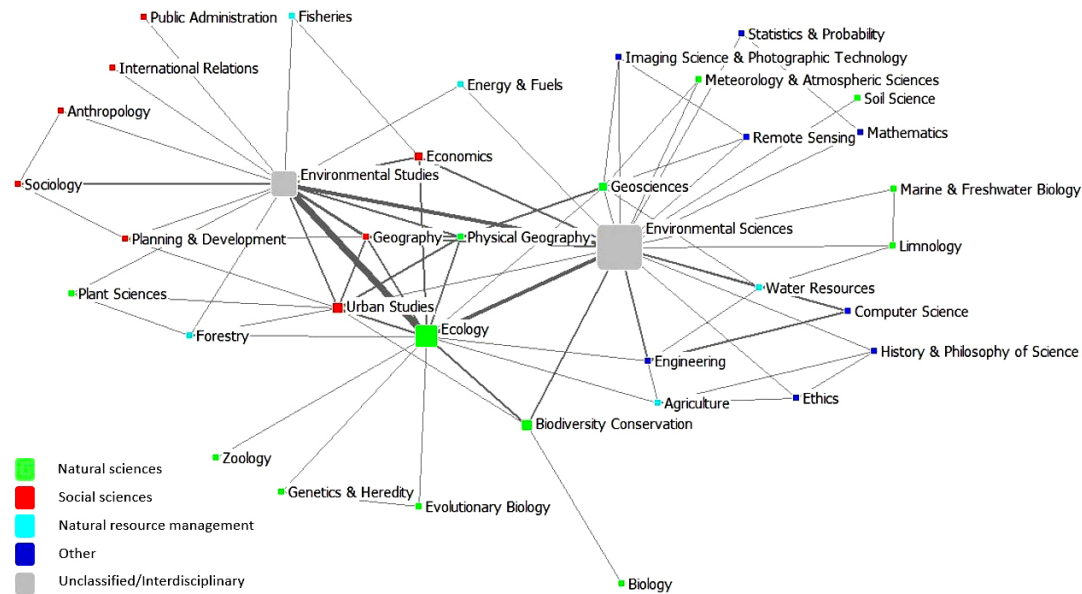 Public Administration
Fisheries
Statistics & Probability
Imaging Science & Photographic Technology
International Relations
Meteorology & Atmospheric Sciences
Energy & Fuels
Soil Science
Anthropology
Remote Sensing
Mathematics
Economics
Environmental Studies
Sociology
Geosciences
Marine & Freshwater Biology
Environmental Sciences
Planning & Development
Geography
Physical Geography
Limnology
Plant Sciences
Water Resources
Urban Studies
Computer Science
Ecology
Forestry
History & Philosophy of Science
Engineering
Agriculture
Ethics
Biodiversity Conservation
Zoology
Genetics & Heredity
Evolutionary Biology
Biology
Natural sciences
Social sciences
Natural resource management
Other
Unclassified/Interdisciplinary